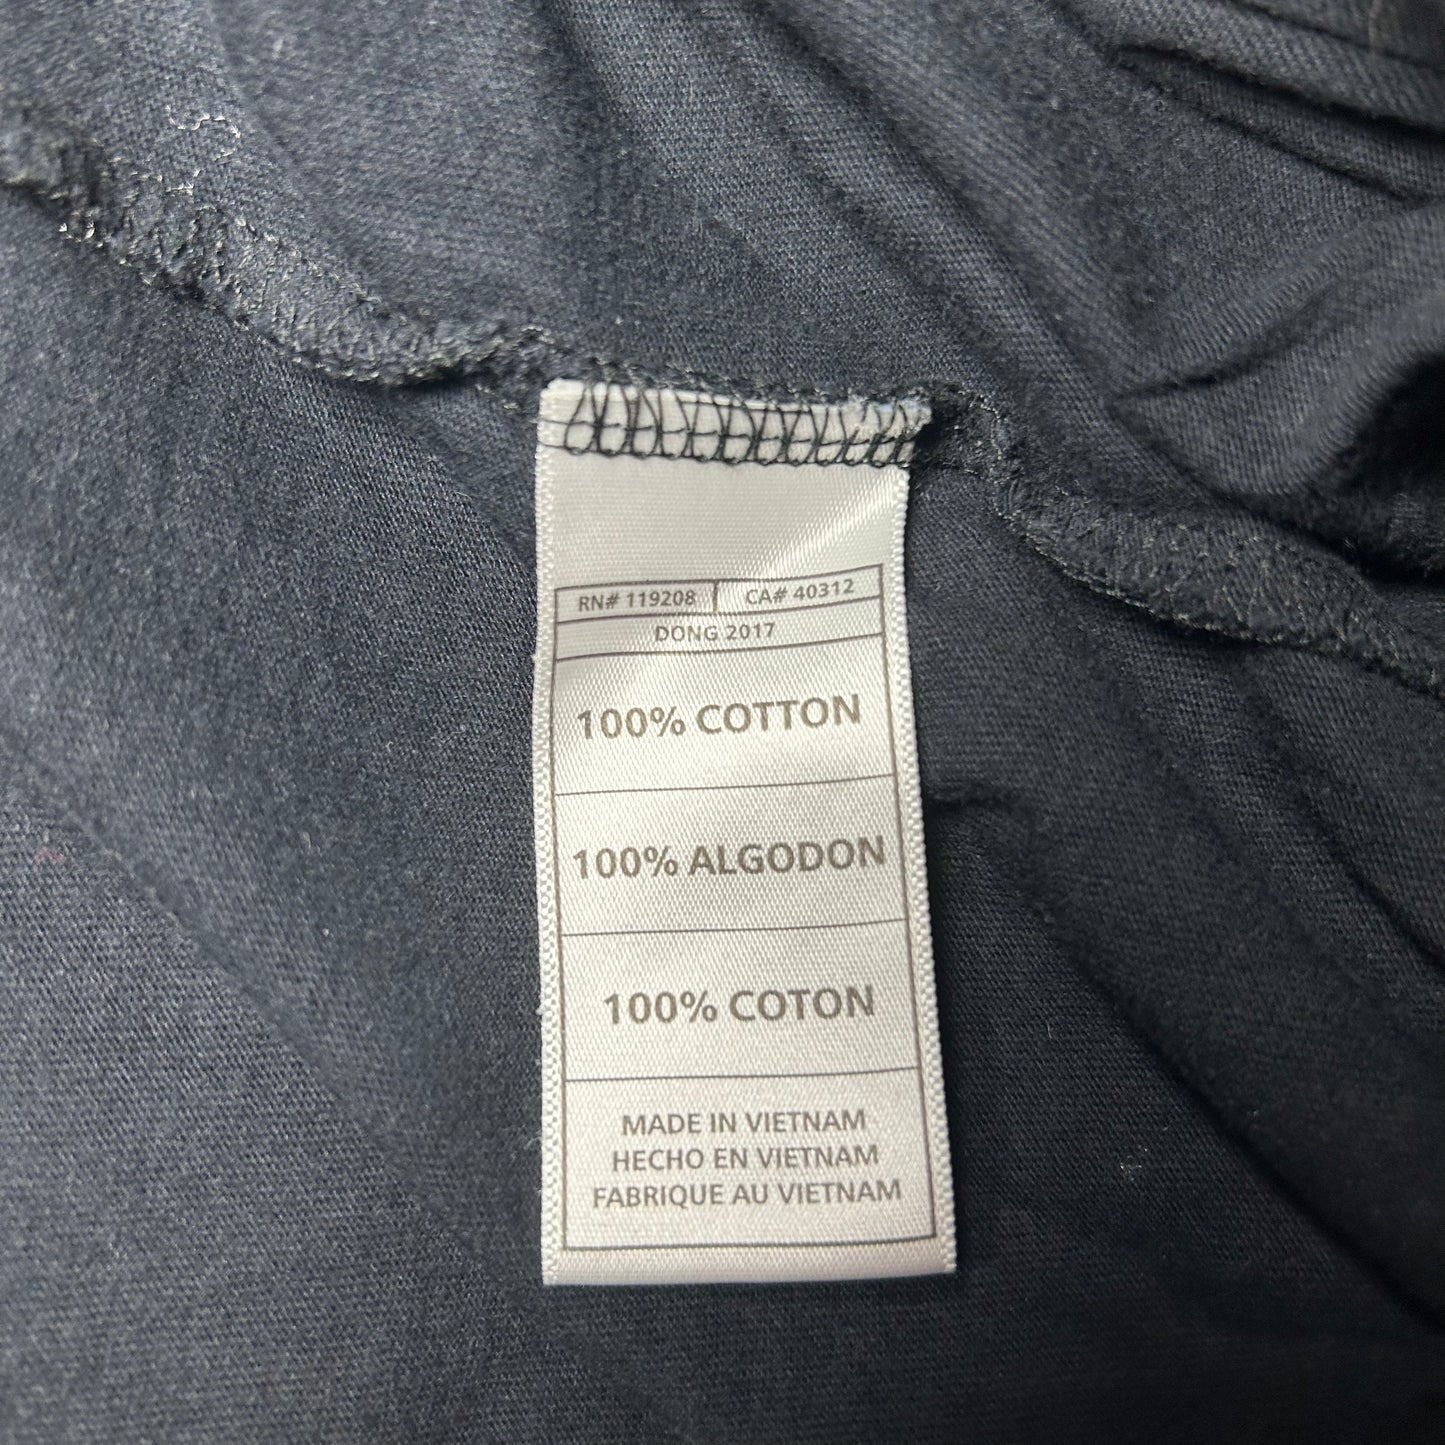 RN# 119208 CA# 40312
DONG 2017
100% COTTON
100% ALGODON
100% COTON
MADE IN VIETNAM
HECHO EN VIETNAM
FABRIQUE AU VIETNAM